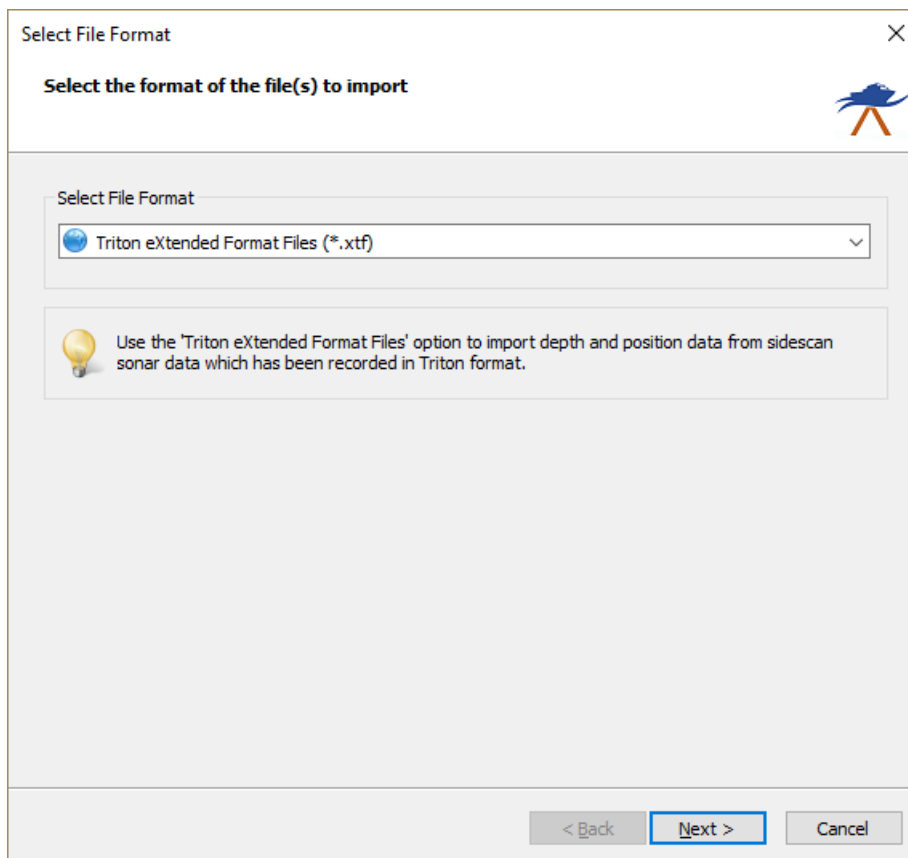 Select File Format
Select the format of the file(s) to import
Select File Format
Triton eXtended Format Files (*.xtf)
Use the 'Triton eXtended Format Files' option to import depth and position data from sidescan
sonar data which has been recorded in Triton format.
< Back
Next >
Cancel